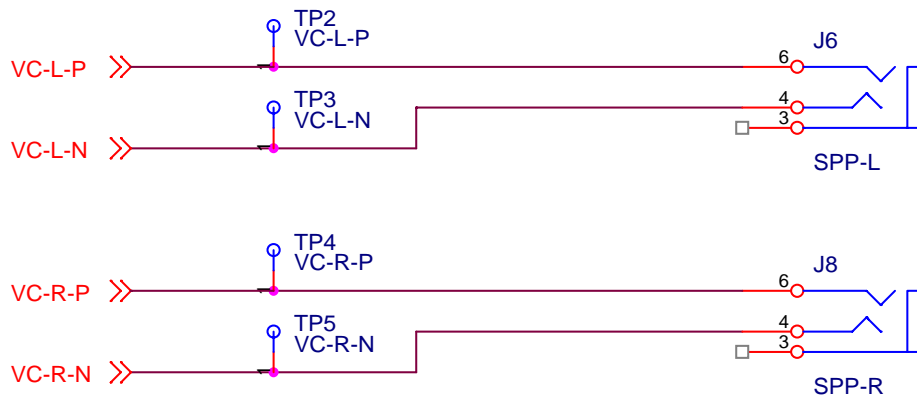 TP2
VC-L-P
J6
VC-L-P
6
TP3
VC-L-N
4
3
VC-L-N
SPP-L
TP4
VC-R-P
J8
VC-R-P
6
TP5
VC-R-N
4
3
VC-R-N
SPP-R